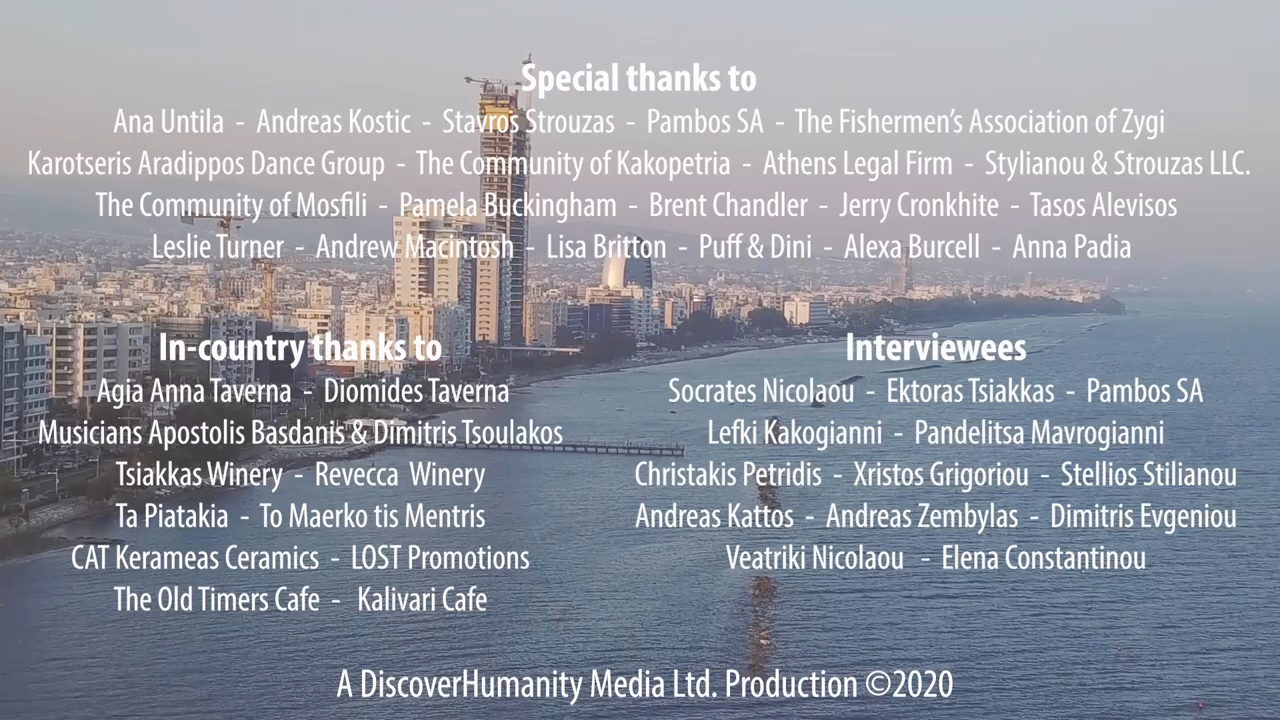 Special thanks to
Ana Untila - Andreas Kostic - Stavros Strouzas - Pambos SA - The Fishermen's Association of Zygi
Karotseris Aradippos Dance Group - The Community of Kakopetria - Athens Legal Firm - Stylianou & Strouzas LLC.
The Community of Mosfili - Pamela Buckingham - Brent Chandler - Jerry Cronkhite - Tasos Alevisos
Leslie Turner - Andrew Macintosh - Lisa Britton - Puff & Dini - Alexa Burcell - Anna Padia
In-country thanks to
Agia Anna Taverna - Diomides Taverna
Musicians Apostolis Basdanis & Dimitris Tsoulakos
Tsiakkas Winery - Revecca Winery
Ta Piatakia - To Maerko tis Mentris
CAT Kerameas Ceramics - LOST Promotions
The Old Timers Cafe - Kalivari Cafe
Interviewees
Socrates Nicolaou - Ektoras Tsiakkas - Pambos SA
Lefki Kakogianni - Pandelitsa Mavrogianni
Christakis Petridis - Xristos Grigoriou - Stellios Stilianou
Andreas Kattos - Andreas Zembylas - Dimitris Evgeniou
Veatriki Nicolaou - Elena Constantinou
A DiscoverHumanity Media Ltd. Production ©2020